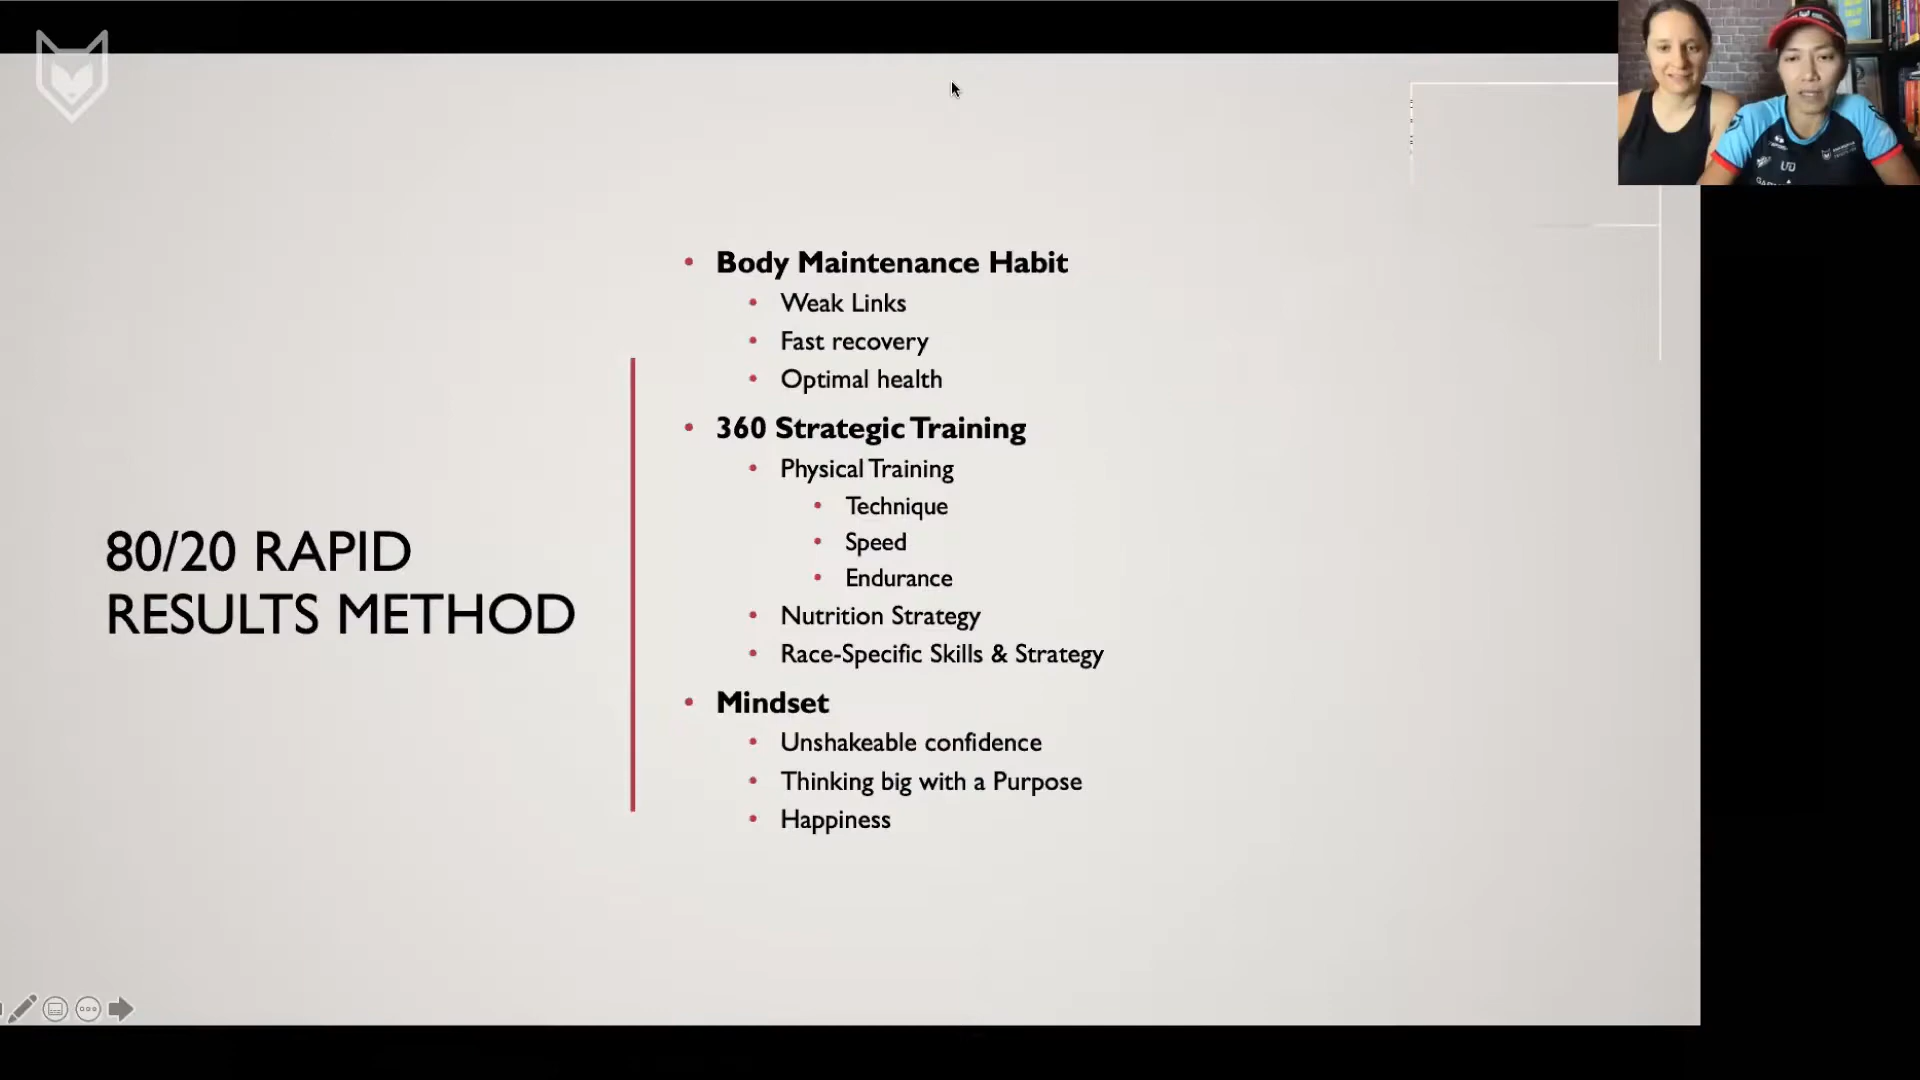 80/20 RAPID
RESULTS METHOD
Body Maintenance Habit
Weak Links
Fast recovery
Optimal health
360 Strategic Training
Physical Training
Technique
Speed
Endurance
Nutrition Strategy
Race-Specific Skills & Strategy
Mindset
Unshakeable confidence
Thinking big with a Purpose
Happiness